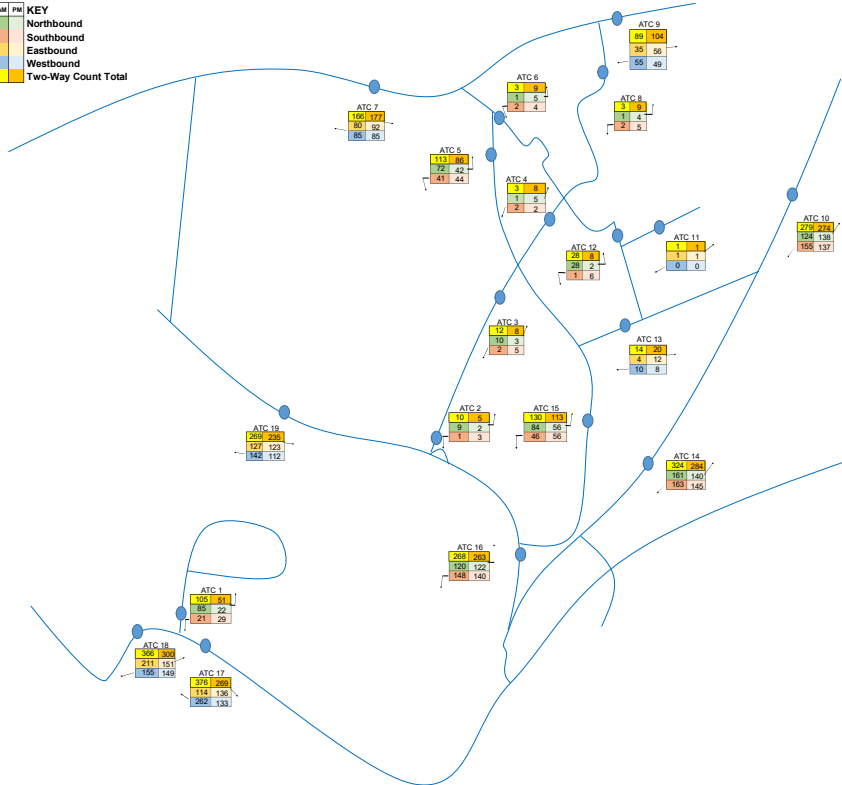 AM PM KEY
Northbound
Southbound
Eastbound
Westbound
Two-Way Count Total
ATC 9
89 104
35 56
55 49
ATC 6
3 9
1 5
2 4
ATC 8
3 9
1 4
2 5
ATC 7
166 177
80 92
85 85
ATC 5
113 86
72 42
41 44
ATC 4
3 8
1 5
2 2
ATC 10
279 274
124 138
155 137
ATC 11
1 1
1 1
0 0
ATC 12
28 8
28 2
1 6
ATC 3
12 8
10 3
2 5
ATC 13
14 20
4 12
10 8
ATC 2
10 5
9 2
1 3
ATC 15
130 113
84 56
46 56
ATC 19
269 235
127 123
142 112
ATC 14
324 284
161 140
163 145
ATC 16
268 263
120 122
148 140
ATC 1
105 51
85 22
21 29
ATC 18
366 300
211 151
155 149
ATC 17
376 269
114 136
262 133